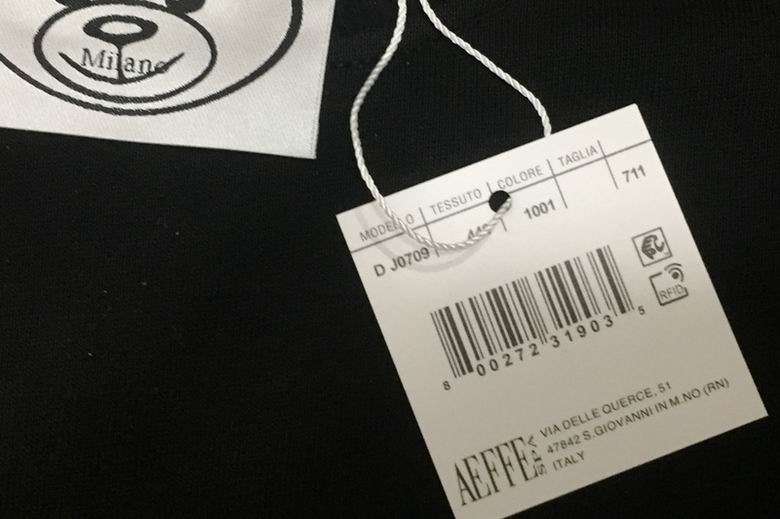 Milano
MODELLO | TESSUTO | COLORE | TAGLIA |
D J0709 1001 711
8 00272 31903 5
RFID
AEFFE SPA
VIA DELLE QUERCE, 51
47842 S.GIOVANNI IN M.NO (RN)
ITALY